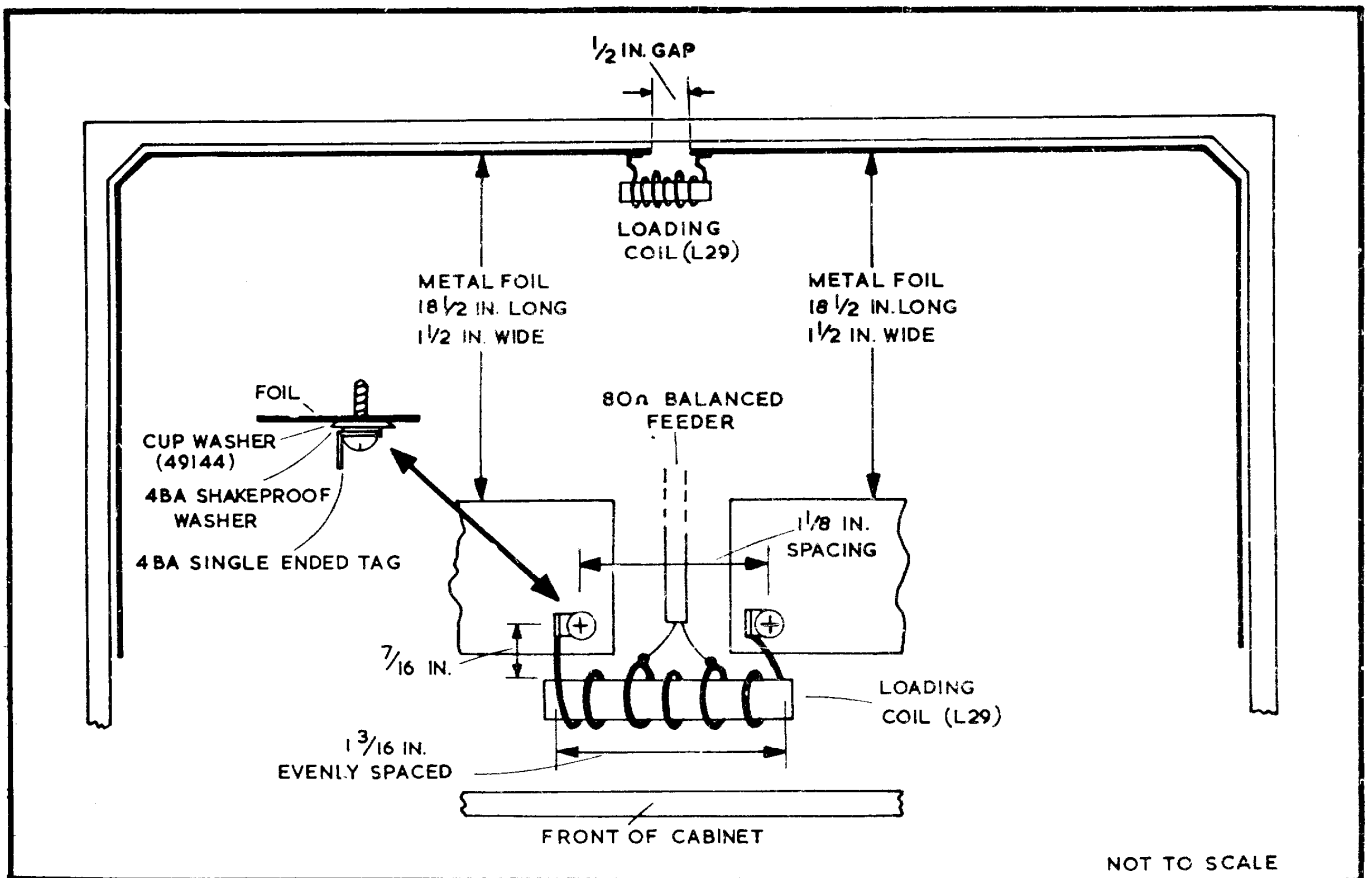 1/2 IN. GAP
LOADING
COIL (L29)
METAL FOIL
18 1/2 IN. LONG
1 1/2 IN. WIDE
METAL FOIL
18 1/2 IN. LONG
1 1/2 IN. WIDE
FOIL
CUP WASHER
(49144)
4BA SHAKEPROOF
WASHER
4BA SINGLE ENDED TAG
80Ω BALANCED
FEEDER
1 1/8 IN.
SPACING
7/16 IN.
LOADING
COIL (L29)
1 3/16 IN.
EVENLY SPACED
FRONT OF CABINET
NOT TO SCALE